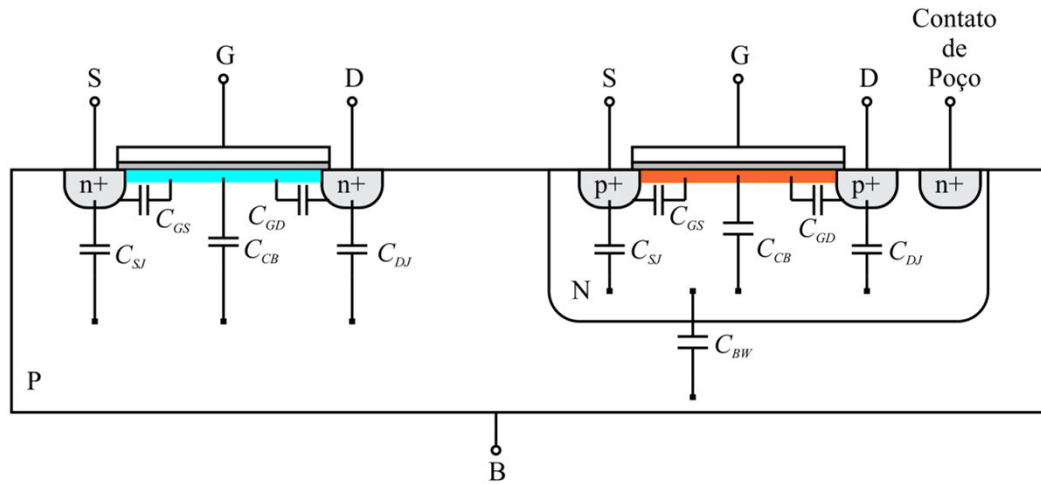 Contato
de
Poço
S
G
D
S
G
D
n+
n+
p+
p+
n+
C_GS
C_GD
C_SJ
C_CB
C_DJ
C_GS
C_GD
C_SJ
C_CB
C_DJ
N
C_BW
P
B